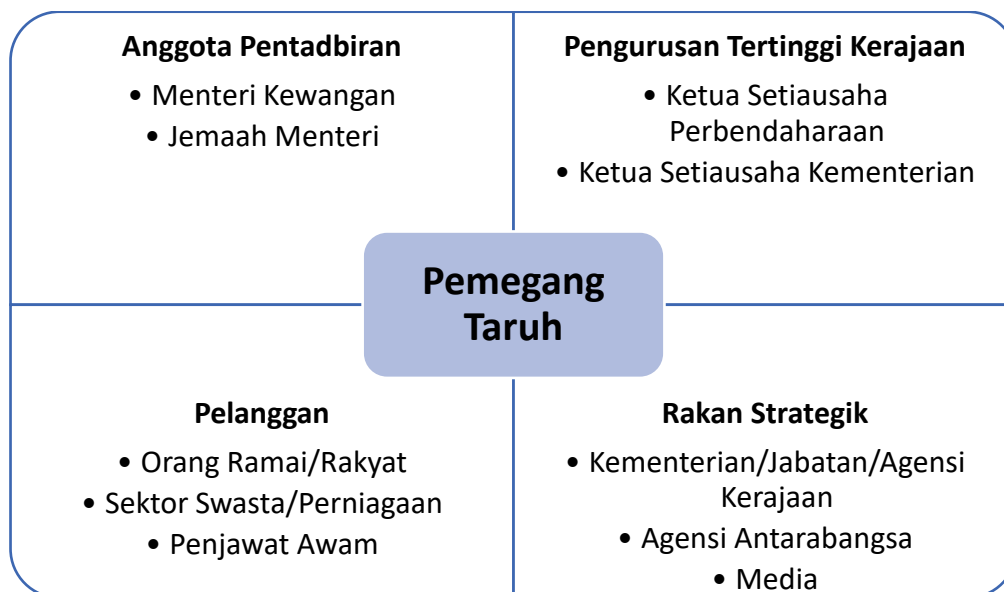 Anggota Pentadbiran
• Menteri Kewangan
• Jemaah Menteri
Pengurusan Tertinggi Kerajaan
• Ketua Setiausaha
Perbendaharaan
• Ketua Setiausaha Kementerian
Pemegang
Taruh
Pelanggan
• Orang Ramai/Rakyat
• Sektor Swasta/Perniagaan
• Penjawat Awam
Rakan Strategik
• Kementerian/Jabatan/Agensi
Kerajaan
• Agensi Antarabangsa
• Media